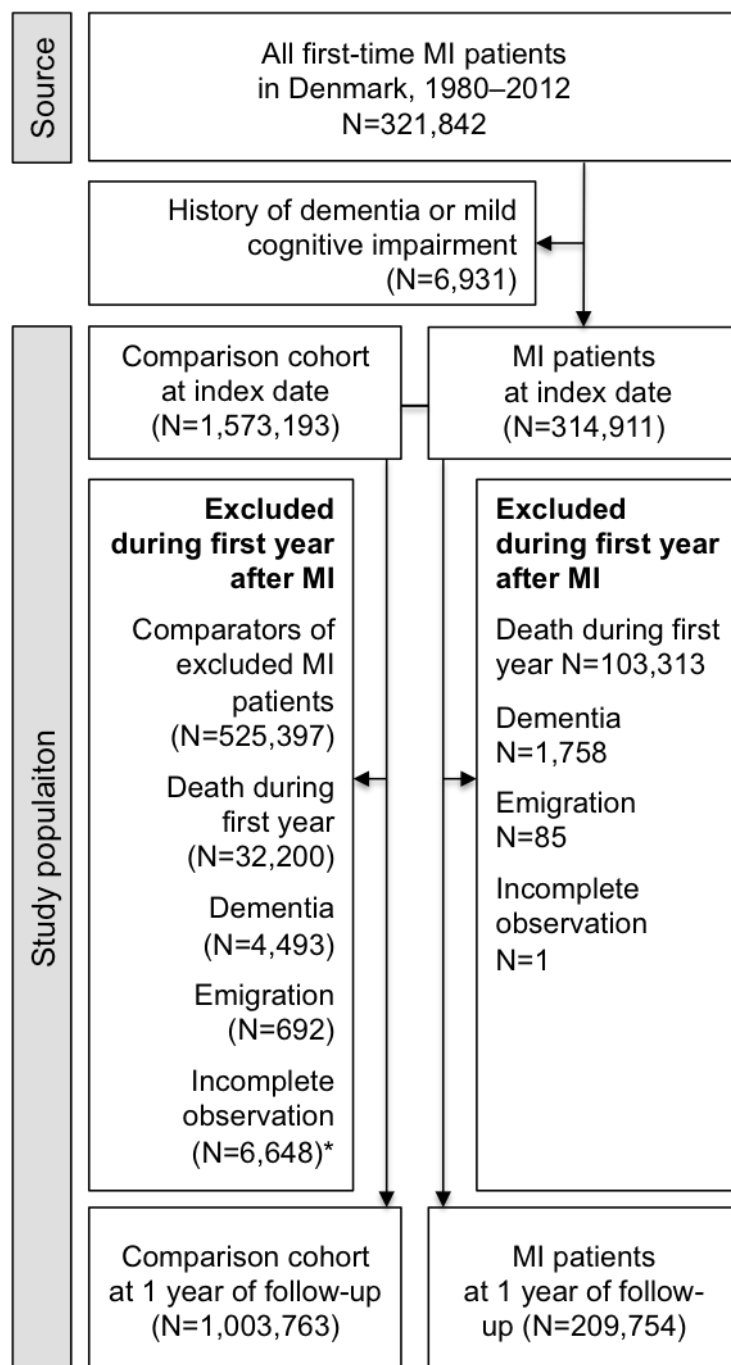 Source
All first-time MI patients
in Denmark, 1980–2012
N=321,842
History of dementia or mild
cognitive impairment
(N=6,931)
Study populaiton
Comparison cohort
at index date
(N=1,573,193)
MI patients
at index date
(N=314,911)
Excluded
during first year
after MI
Comparators of
excluded MI
patients
(N=525,397)
Death during
first year
(N=32,200)
Dementia
(N=4,493)
Emigration
(N=692)
Incomplete
observation
(N=6,648)*
Excluded
during first year
after MI
Death during first
year N=103,313
Dementia
N=1,758
Emigration
N=85
Incomplete
observation
N=1
Comparison cohort
at 1 year of follow-up
(N=1,003,763)
MI patients
at 1 year of follow-
up (N=209,754)